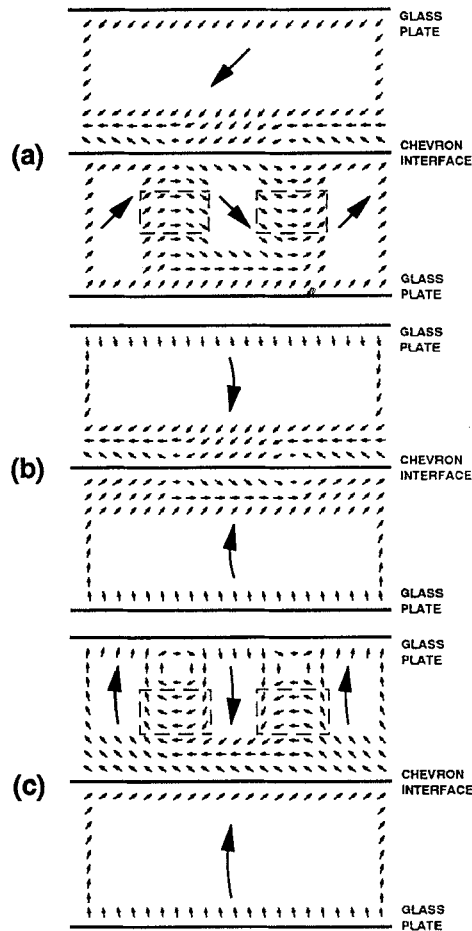 GLASS
PLATE
(a)
CHEVRON
INTERFACE
GLASS
PLATE
GLASS
PLATE
(b)
CHEVRON
INTERFACE
GLASS
PLATE
GLASS
PLATE
(c)
CHEVRON
INTERFACE
GLASS
PLATE